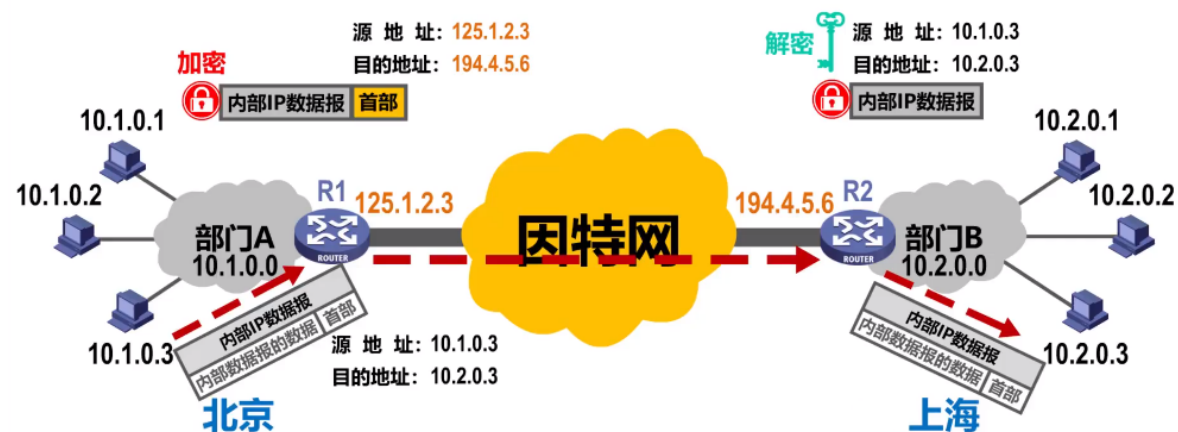 源 地 址：125.1.2.3
目的地址：194.4.5.6
加密
内部IP数据报 首部
解密
源 地 址：10.1.0.3
目的地址：10.2.0.3
内部IP数据报
10.1.0.1
10.1.0.2
10.1.0.3
部门A
10.1.0.0
R1
ROUTER
125.1.2.3
因特网
194.4.5.6
R2
ROUTER
部门B
10.2.0.0
10.2.0.1
10.2.0.2
10.2.0.3
内部IP数据报
内部数据报的数据 首部
源 地 址：10.1.0.3
目的地址：10.2.0.3
内部IP数据报
内部数据报的数据 首部
北京
上海